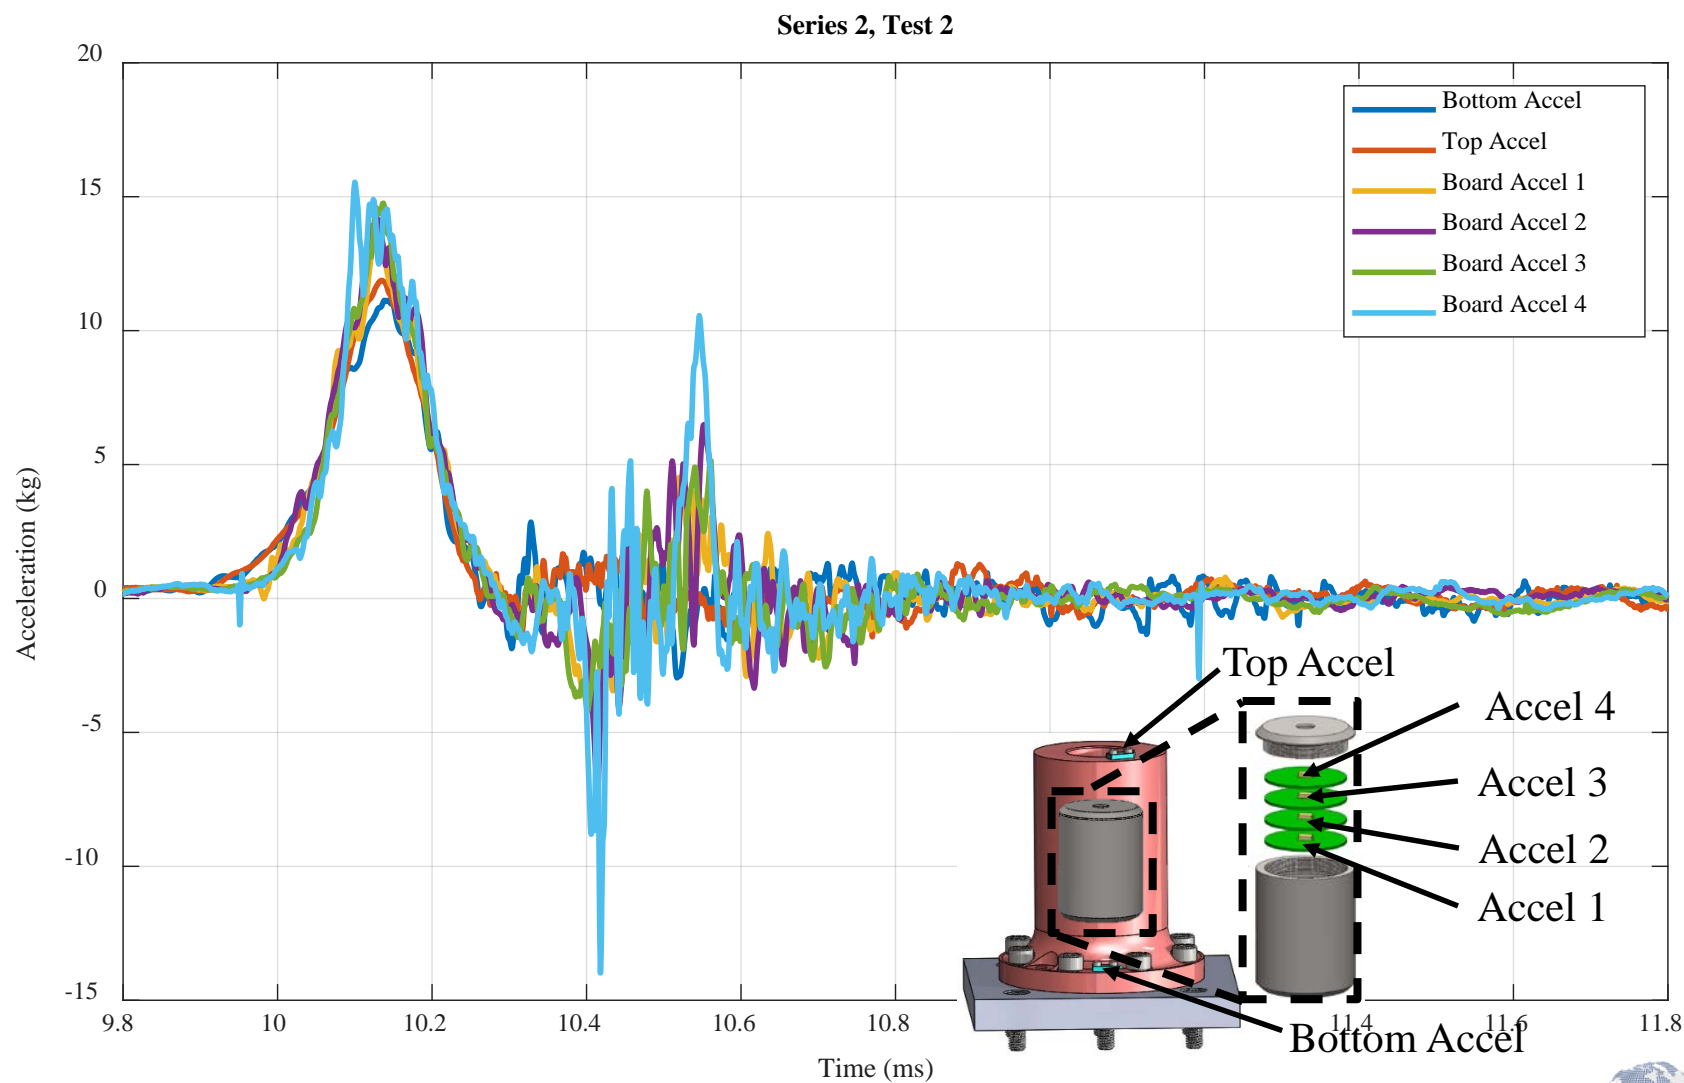 Series 2, Test 2
20
15
10
5
0
-5
-10
-15
Acceleration (kg)
9.8
10
10.2
10.4
10.6
10.8
11.4
11.6
11.8
Time (ms)
Bottom Accel
Top Accel
Board Accel 1
Board Accel 2
Board Accel 3
Board Accel 4
Top Accel
Accel 4
Accel 3
Accel 2
Accel 1
Bottom Accel